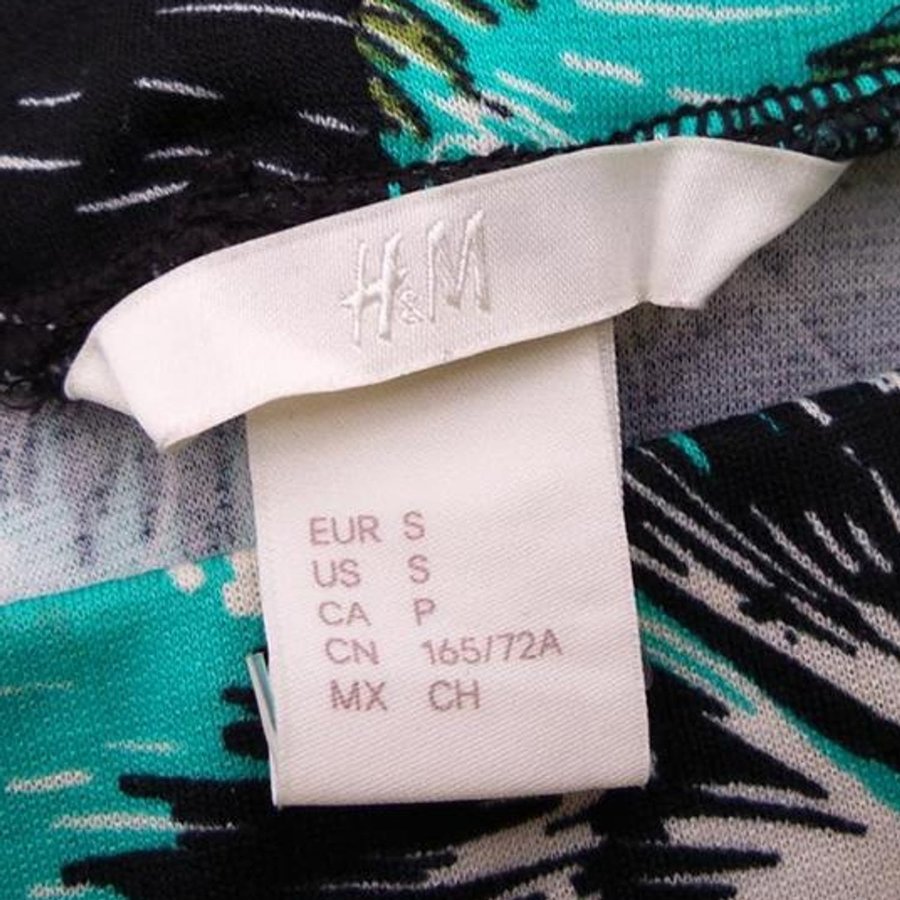 H&M
EUR S
US S
CA P
CN 165/72A
MX CH